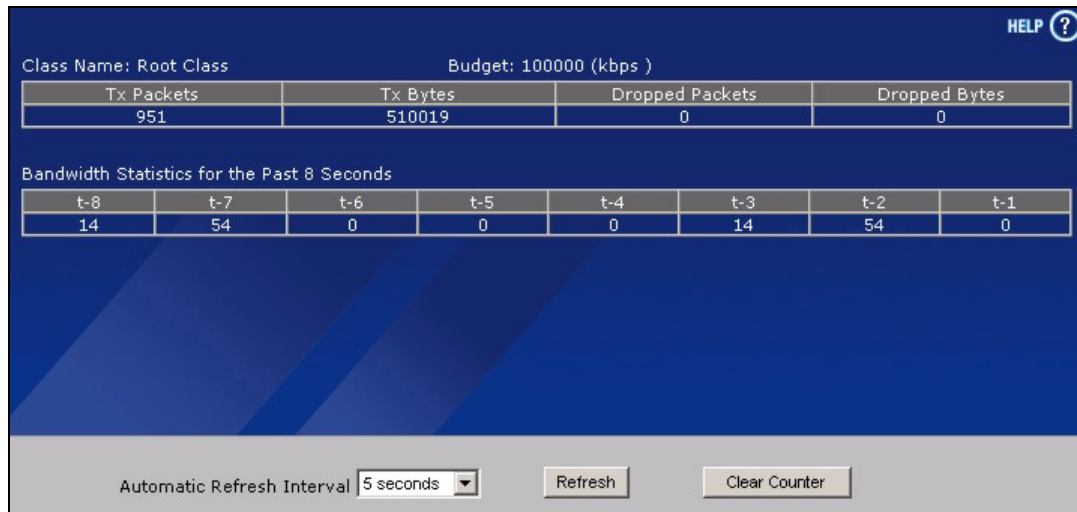 HELP ?
Class Name: Root Class Budget: 100000 (kbps )
Tx Packets Tx Bytes Dropped Packets Dropped Bytes
951 510019 0 0
Bandwidth Statistics for the Past 8 Seconds
t-8 t-7 t-6 t-5 t-4 t-3 t-2 t-1
14 54 0 0 0 14 54 0
Automatic Refresh Interval 5 seconds Refresh Clear Counter